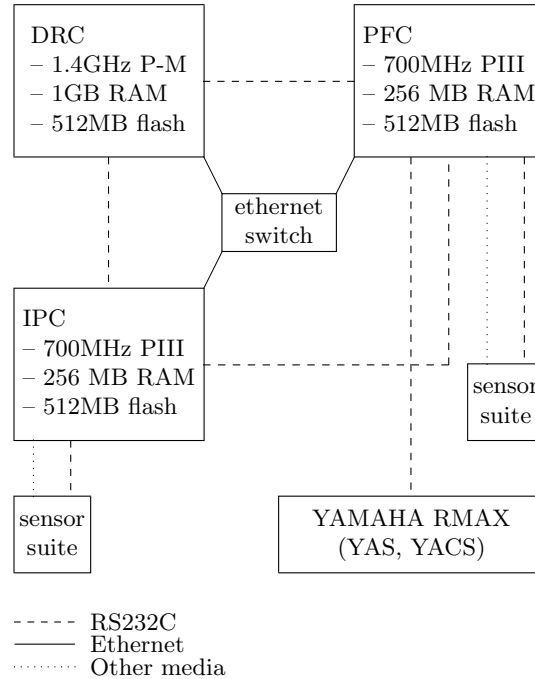 DRC
– 1.4GHz P-M
– 1GB RAM
– 512MB flash
PFC
– 700MHz PIII
– 256 MB RAM
– 512MB flash
ethernet
switch
IPC
– 700MHz PIII
– 256 MB RAM
– 512MB flash
sensor
suite
sensor
suite
YAMAHA RMAX
(YAS, YACS)
RS232C
Ethernet
Other media